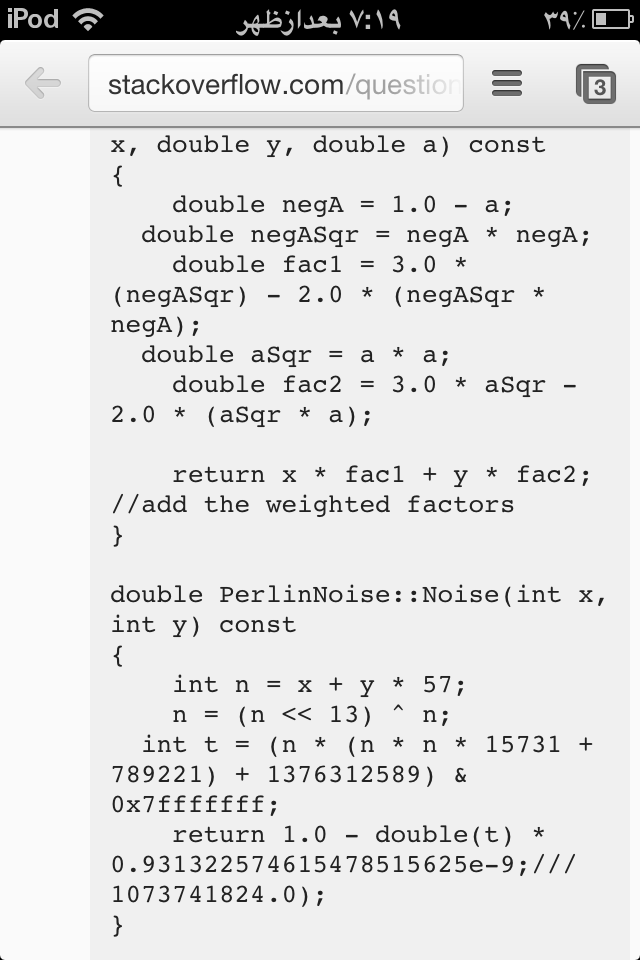 iPod ۷:۱۹ بعدازظهر ۳۹٪
stackoverflow.com/question 3
x, double y, double a) const
{
    double negA = 1.0 - a;
  double negASqr = negA * negA;
    double fac1 = 3.0 *
(negASqr) - 2.0 * (negASqr *
negA);
  double aSqr = a * a;
    double fac2 = 3.0 * aSqr -
2.0 * (aSqr * a);

    return x * fac1 + y * fac2;
//add the weighted factors
}

double PerlinNoise::Noise(int x,
int y) const
{
    int n = x + y * 57;
    n = (n << 13) ^ n;
  int t = (n * (n * n * 15731 +
789221) + 1376312589) &
0x7fffffff;
    return 1.0 - double(t) *
0.931322574615478515625e-9;///
1073741824.0);
}